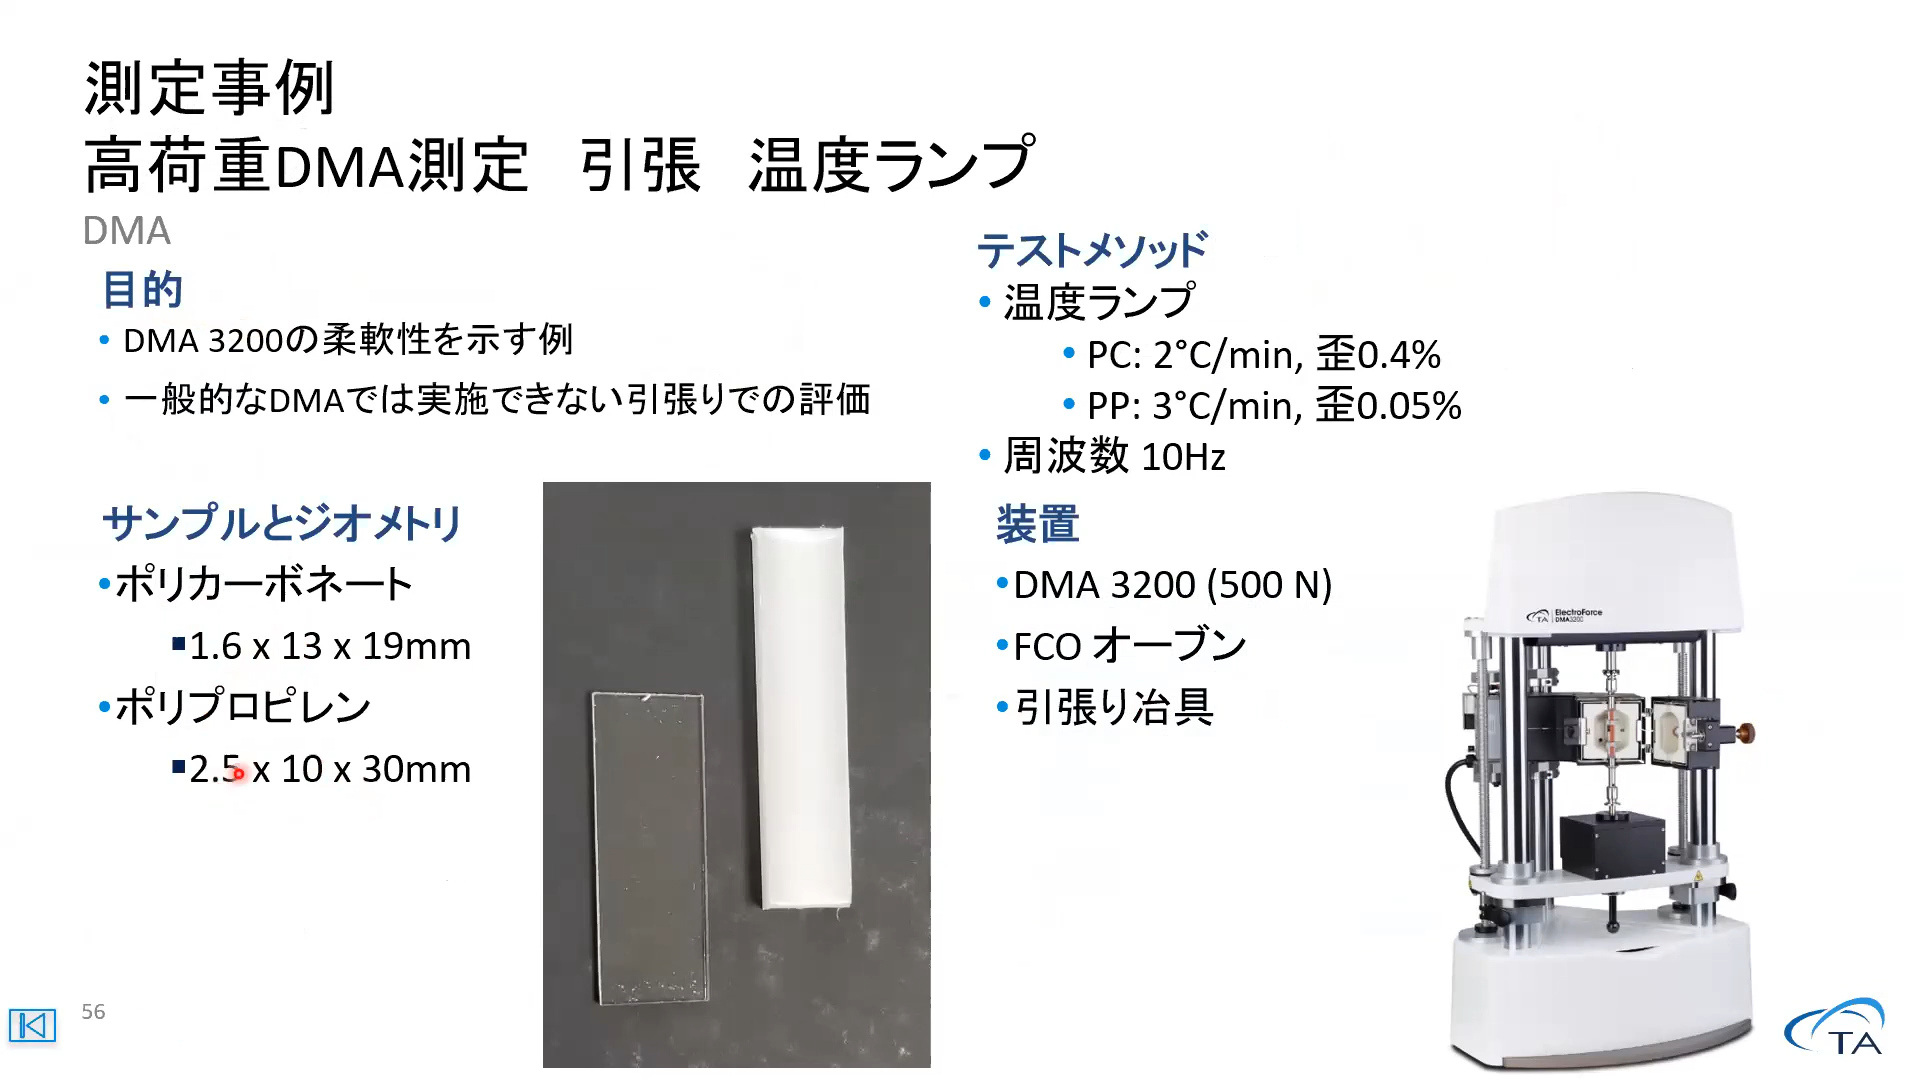 測定事例
高荷重DMA測定　引張　温度ランプ
DMA
目的
• DMA 3200の柔軟性を示す例
• 一般的なDMAでは実施できない引張りでの評価
サンプルとジオメトリ
•ポリカーボネート
▪1.6 x 13 x 19mm
•ポリプロピレン
▪2.5 x 10 x 30mm
テストメソッド
• 温度ランプ
• PC: 2°C/min, 歪0.4%
• PP: 3°C/min, 歪0.05%
• 周波数 10Hz
装置
•DMA 3200 (500 N)
•FCO オーブン
•引張り冶具
TA ElectroForce
DMA3200
56
TA